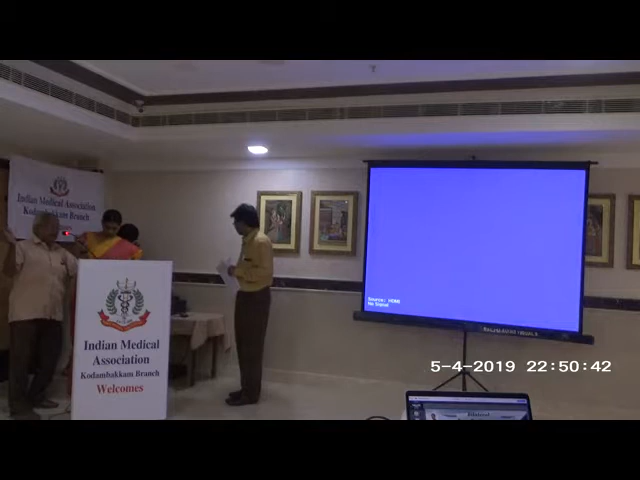 Indian Medical Association
Kodambakkam Branch
Source: HDMI
No Signal
Indian Medical
Association
Kodambakkam Branch
Welcomes
5-4-2019 22:50:42